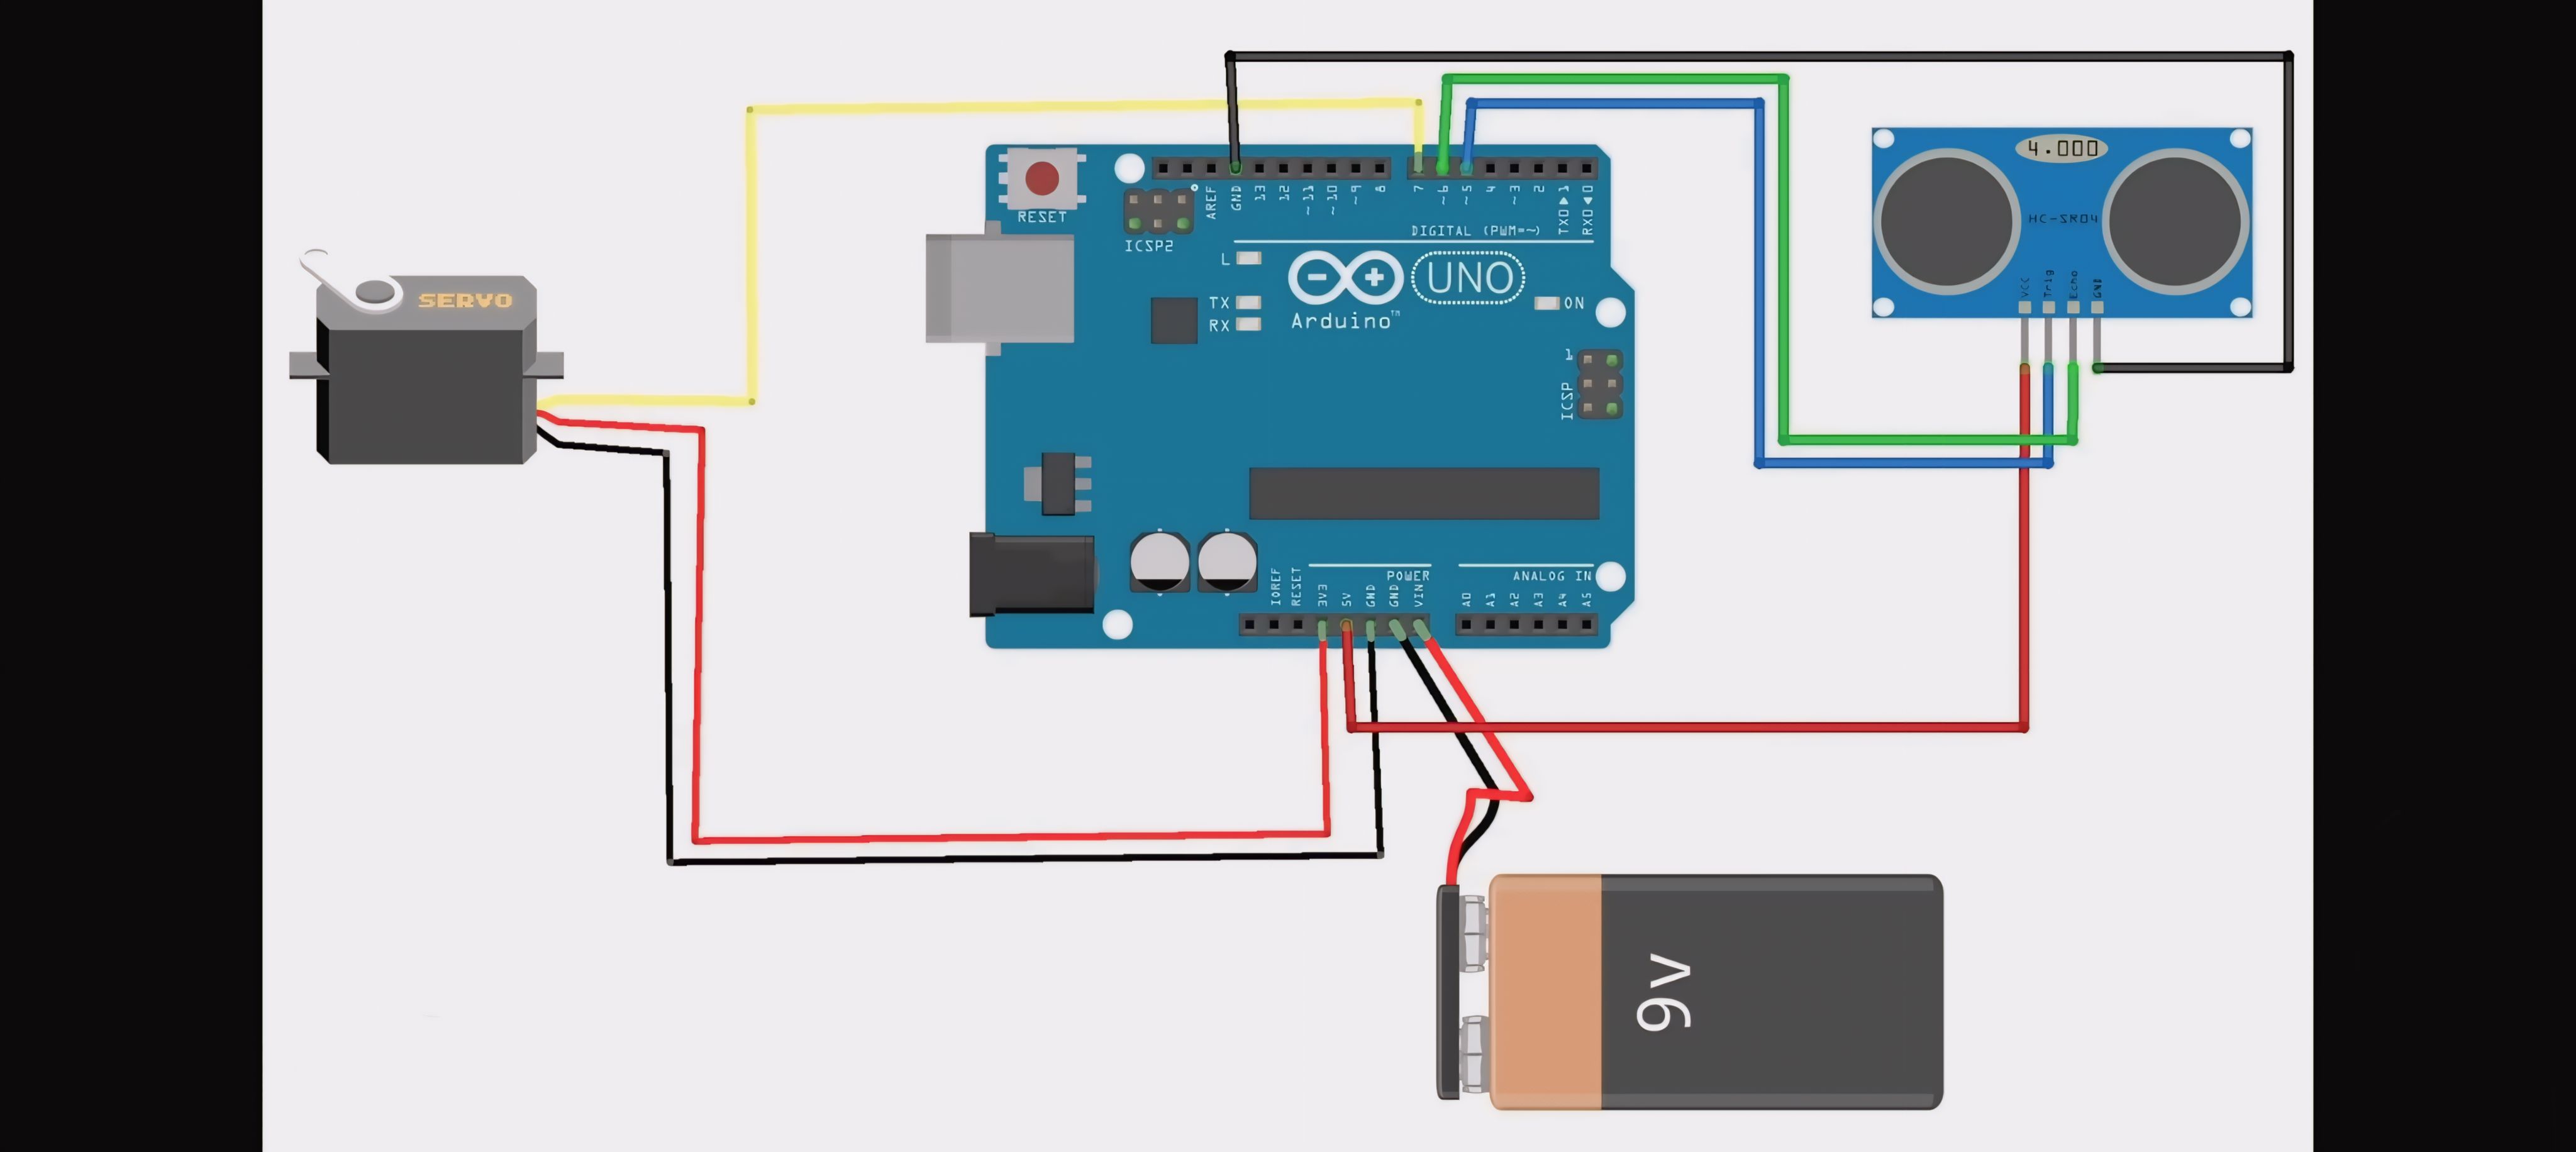 4.000
HC-SR04
VCC
Trig
Echo
GND
RESET
ICSP2
AREF
GND
13
12
~11
~10
~9
8
7
~6
~5
4
~3
2
TX0▶1
RX0◀0
DIGITAL (PWM=~)
L
TX
RX
UNO
Arduino™
ON
1
ICSP
SERVO
IOREF
RESET
3V3
5V
GND
GND
VIN
POWER
ANALOG IN
A0
A1
A2
A3
A4
A5
9v